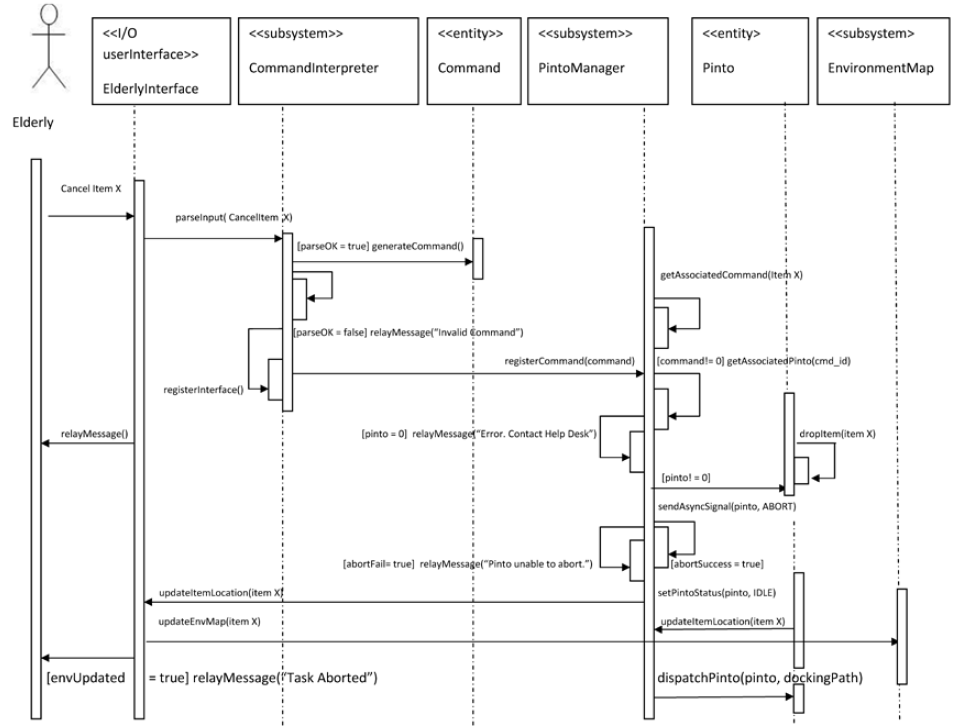 <<I/O
userInterface>>
ElderlyInterface
<<subsystem>>
CommandInterpreter
<<entity>>
Command
<<subsystem>>
PintoManager
<<entity>
Pinto
<<subsystem>
EnvironmentMap
Elderly
Cancel Item X
parseInput( CancelItem X)
[parseOK = true] generateCommand()
getAssociatedCommand(Item X)
[parseOK = false] relayMessage("Invalid Command")
registerCommand(command)
[command!= 0] getAssociatedPinto(cmd_id)
registerInterface()
relayMessage()
[pinto = 0] relayMessage("Error. Contact Help Desk")
dropItem(item X)
[pinto! = 0]
sendAsyncSignal(pinto, ABORT)
[abortFail= true] relayMessage("Pinto unable to abort.")
[abortSuccess = true]
updateItemLocation(item X)
setPintoStatus(pinto, IDLE)
updateEnvMap(item X)
updateItemLocation(item X)
[envUpdated = true] relayMessage("Task Aborted")
dispatchPinto(pinto, dockingPath)